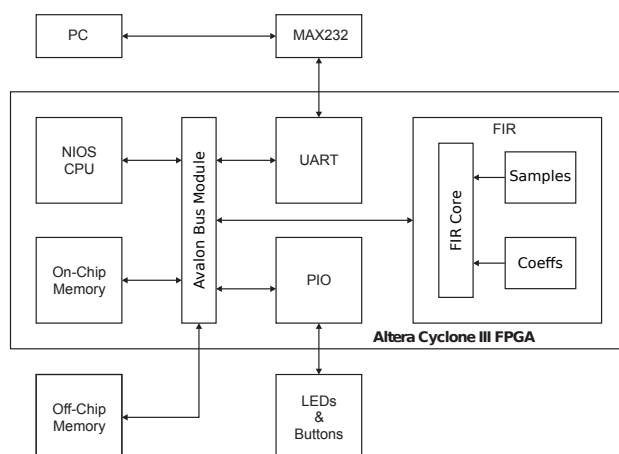 PC
MAX232
NIOS
CPU
Avalon Bus Module
UART
FIR
FIR Core
Samples
Coeffs
On-Chip
Memory
PIO
Altera Cyclone III FPGA
Off-Chip
Memory
LEDs
&
Buttons